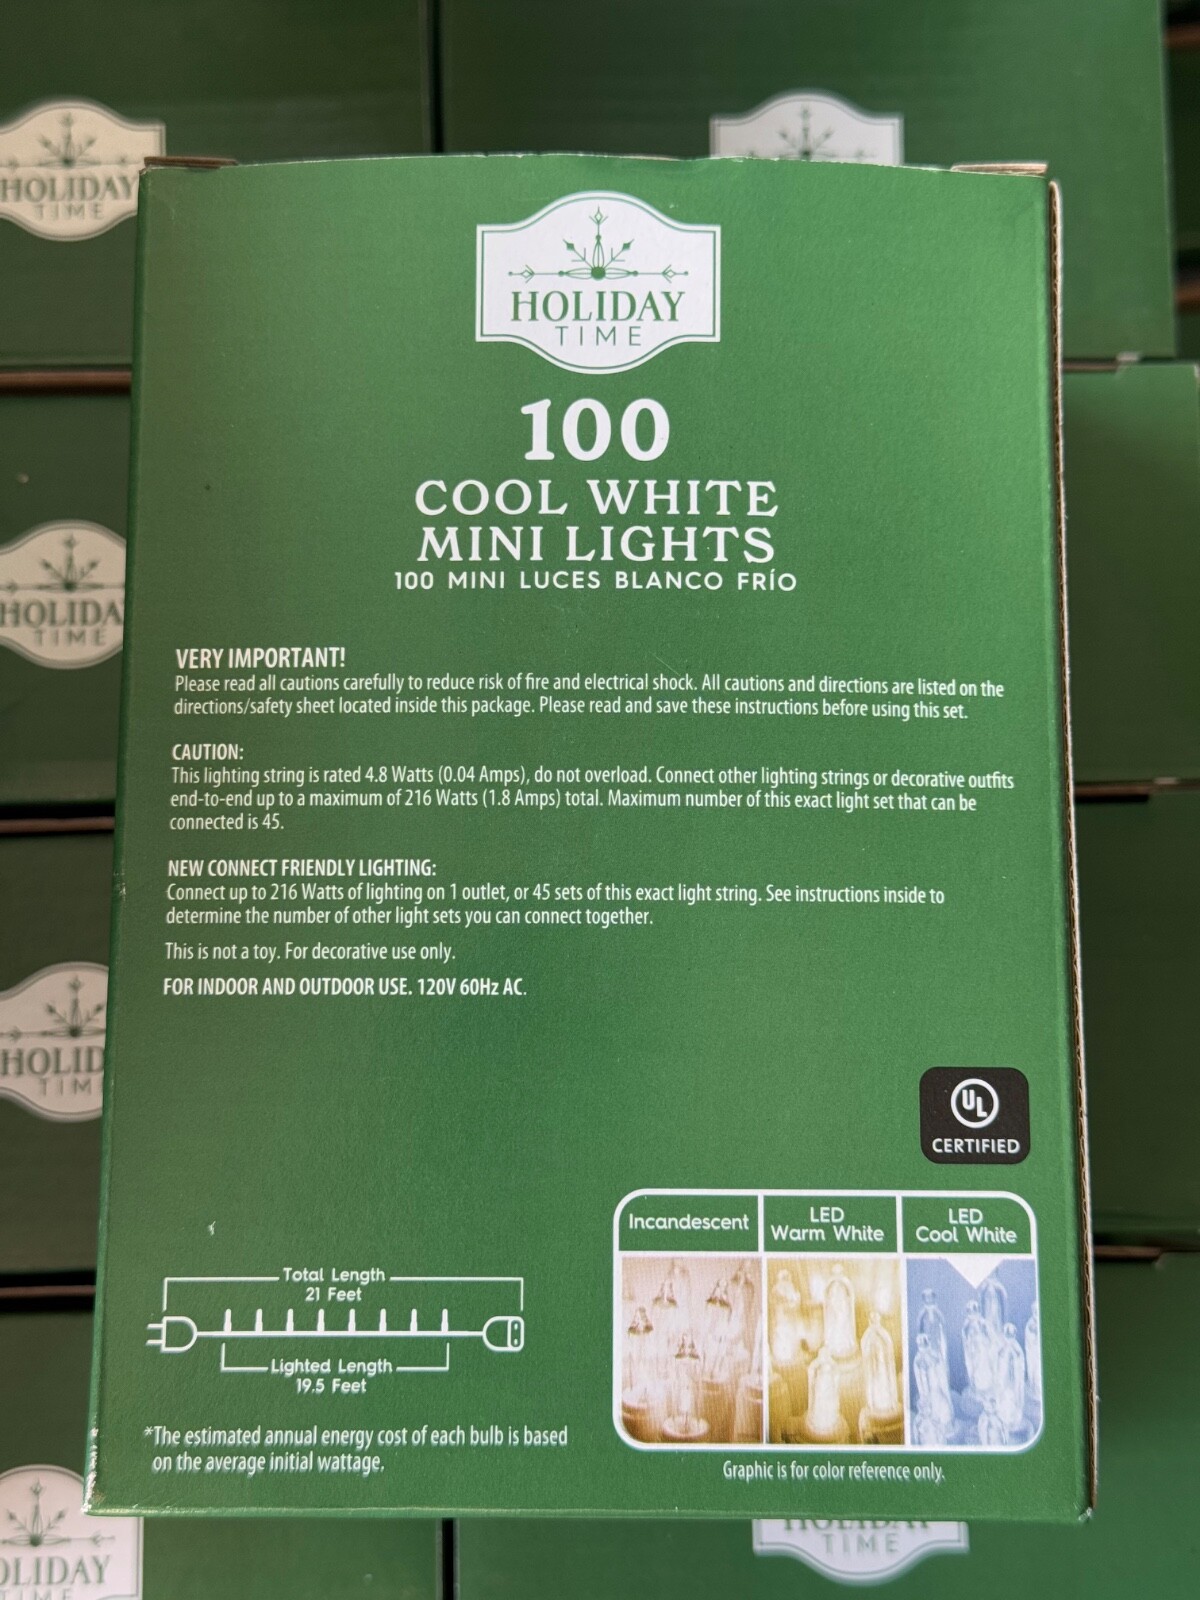 HOLIDAY
TIME
HOLIDAY
TIME
100
COOL WHITE
MINI LIGHTS
100 MINI LUCES BLANCO FRÍO
VERY IMPORTANT!
Please read all cautions carefully to reduce risk of fire and electrical shock. All cautions and directions are listed on the
directions/safety sheet located inside this package. Please read and save these instructions before using this set.
CAUTION:
This lighting string is rated 4.8 Watts (0.04 Amps), do not overload. Connect other lighting strings or decorative outfits
end-to-end up to a maximum of 216 Watts (1.8 Amps) total. Maximum number of this exact light set that can be
connected is 45.
NEW CONNECT FRIENDLY LIGHTING:
Connect up to 216 Watts of lighting on 1 outlet, or 45 sets of this exact light string. See instructions inside to
determine the number of other light sets you can connect together.
This is not a toy. For decorative use only.
FOR INDOOR AND OUTDOOR USE. 120V 60Hz AC.
UL
CERTIFIED
Incandescent
LED
Warm White
LED
Cool White
Total Length
21 Feet
Lighted Length
19.5 Feet
*The estimated annual energy cost of each bulb is based
on the average initial wattage.
Graphic is for color reference only.
HOLIDA
TIME
HOLID
TIM
OLIDAY
TIME
HOLIDAY
TIME